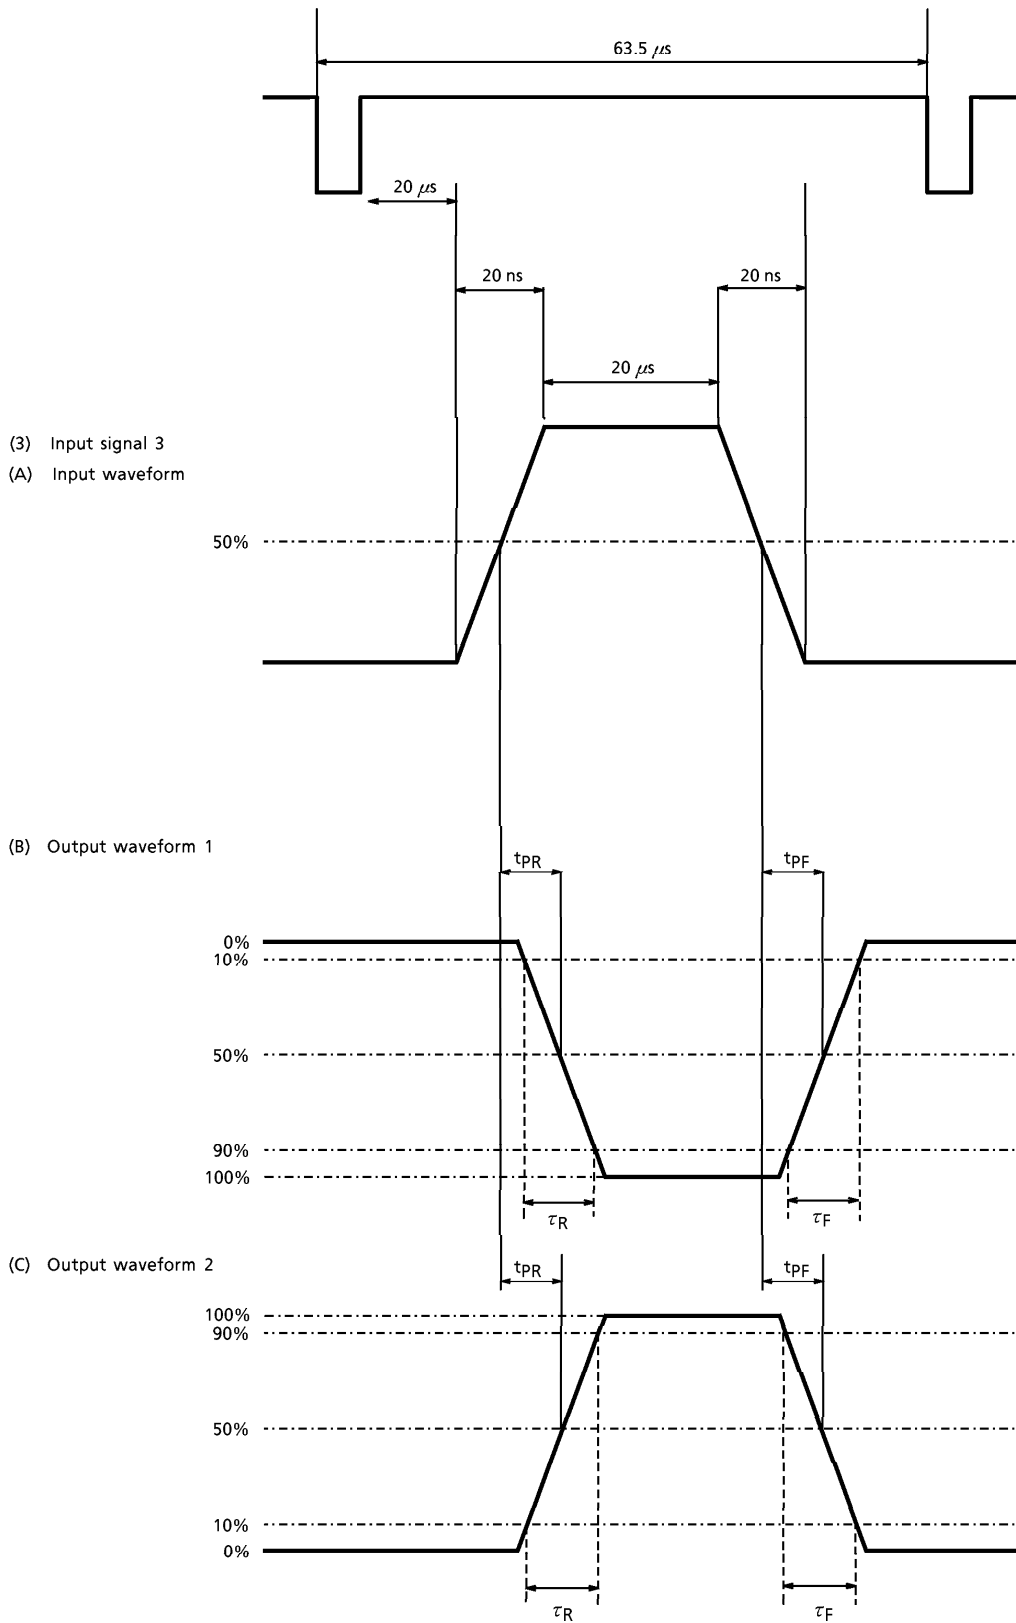 63.5 μs
20 μs
20 ns 20 ns
20 μs
(3) Input signal 3
(A) Input waveform
50%
(B) Output waveform 1
tPR tPF
0%
10%
50%
90%
100%
τR τF
(C) Output waveform 2
tPR tPF
100%
90%
50%
10%
0%
τR τF